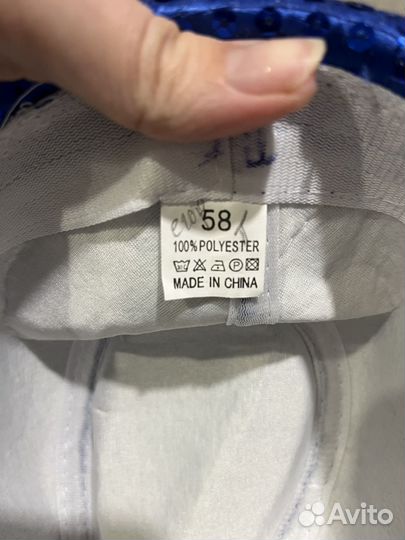 58
100% POLYESTER
MADE IN CHINA
Avito